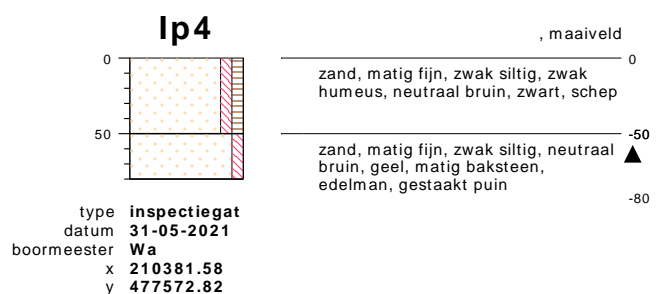 Ip4
, maaiveld
0
0
zand, matig fijn, zwak siltig, zwak
humeus, neutraal bruin, zwart, schep
50
-50
zand, matig fijn, zwak siltig, neutraal
bruin, geel, matig baksteen,
edelman, gestaakt puin
-80
type inspectiegat
datum 31-05-2021
boormeester Wa
x 210381.58
y 477572.82